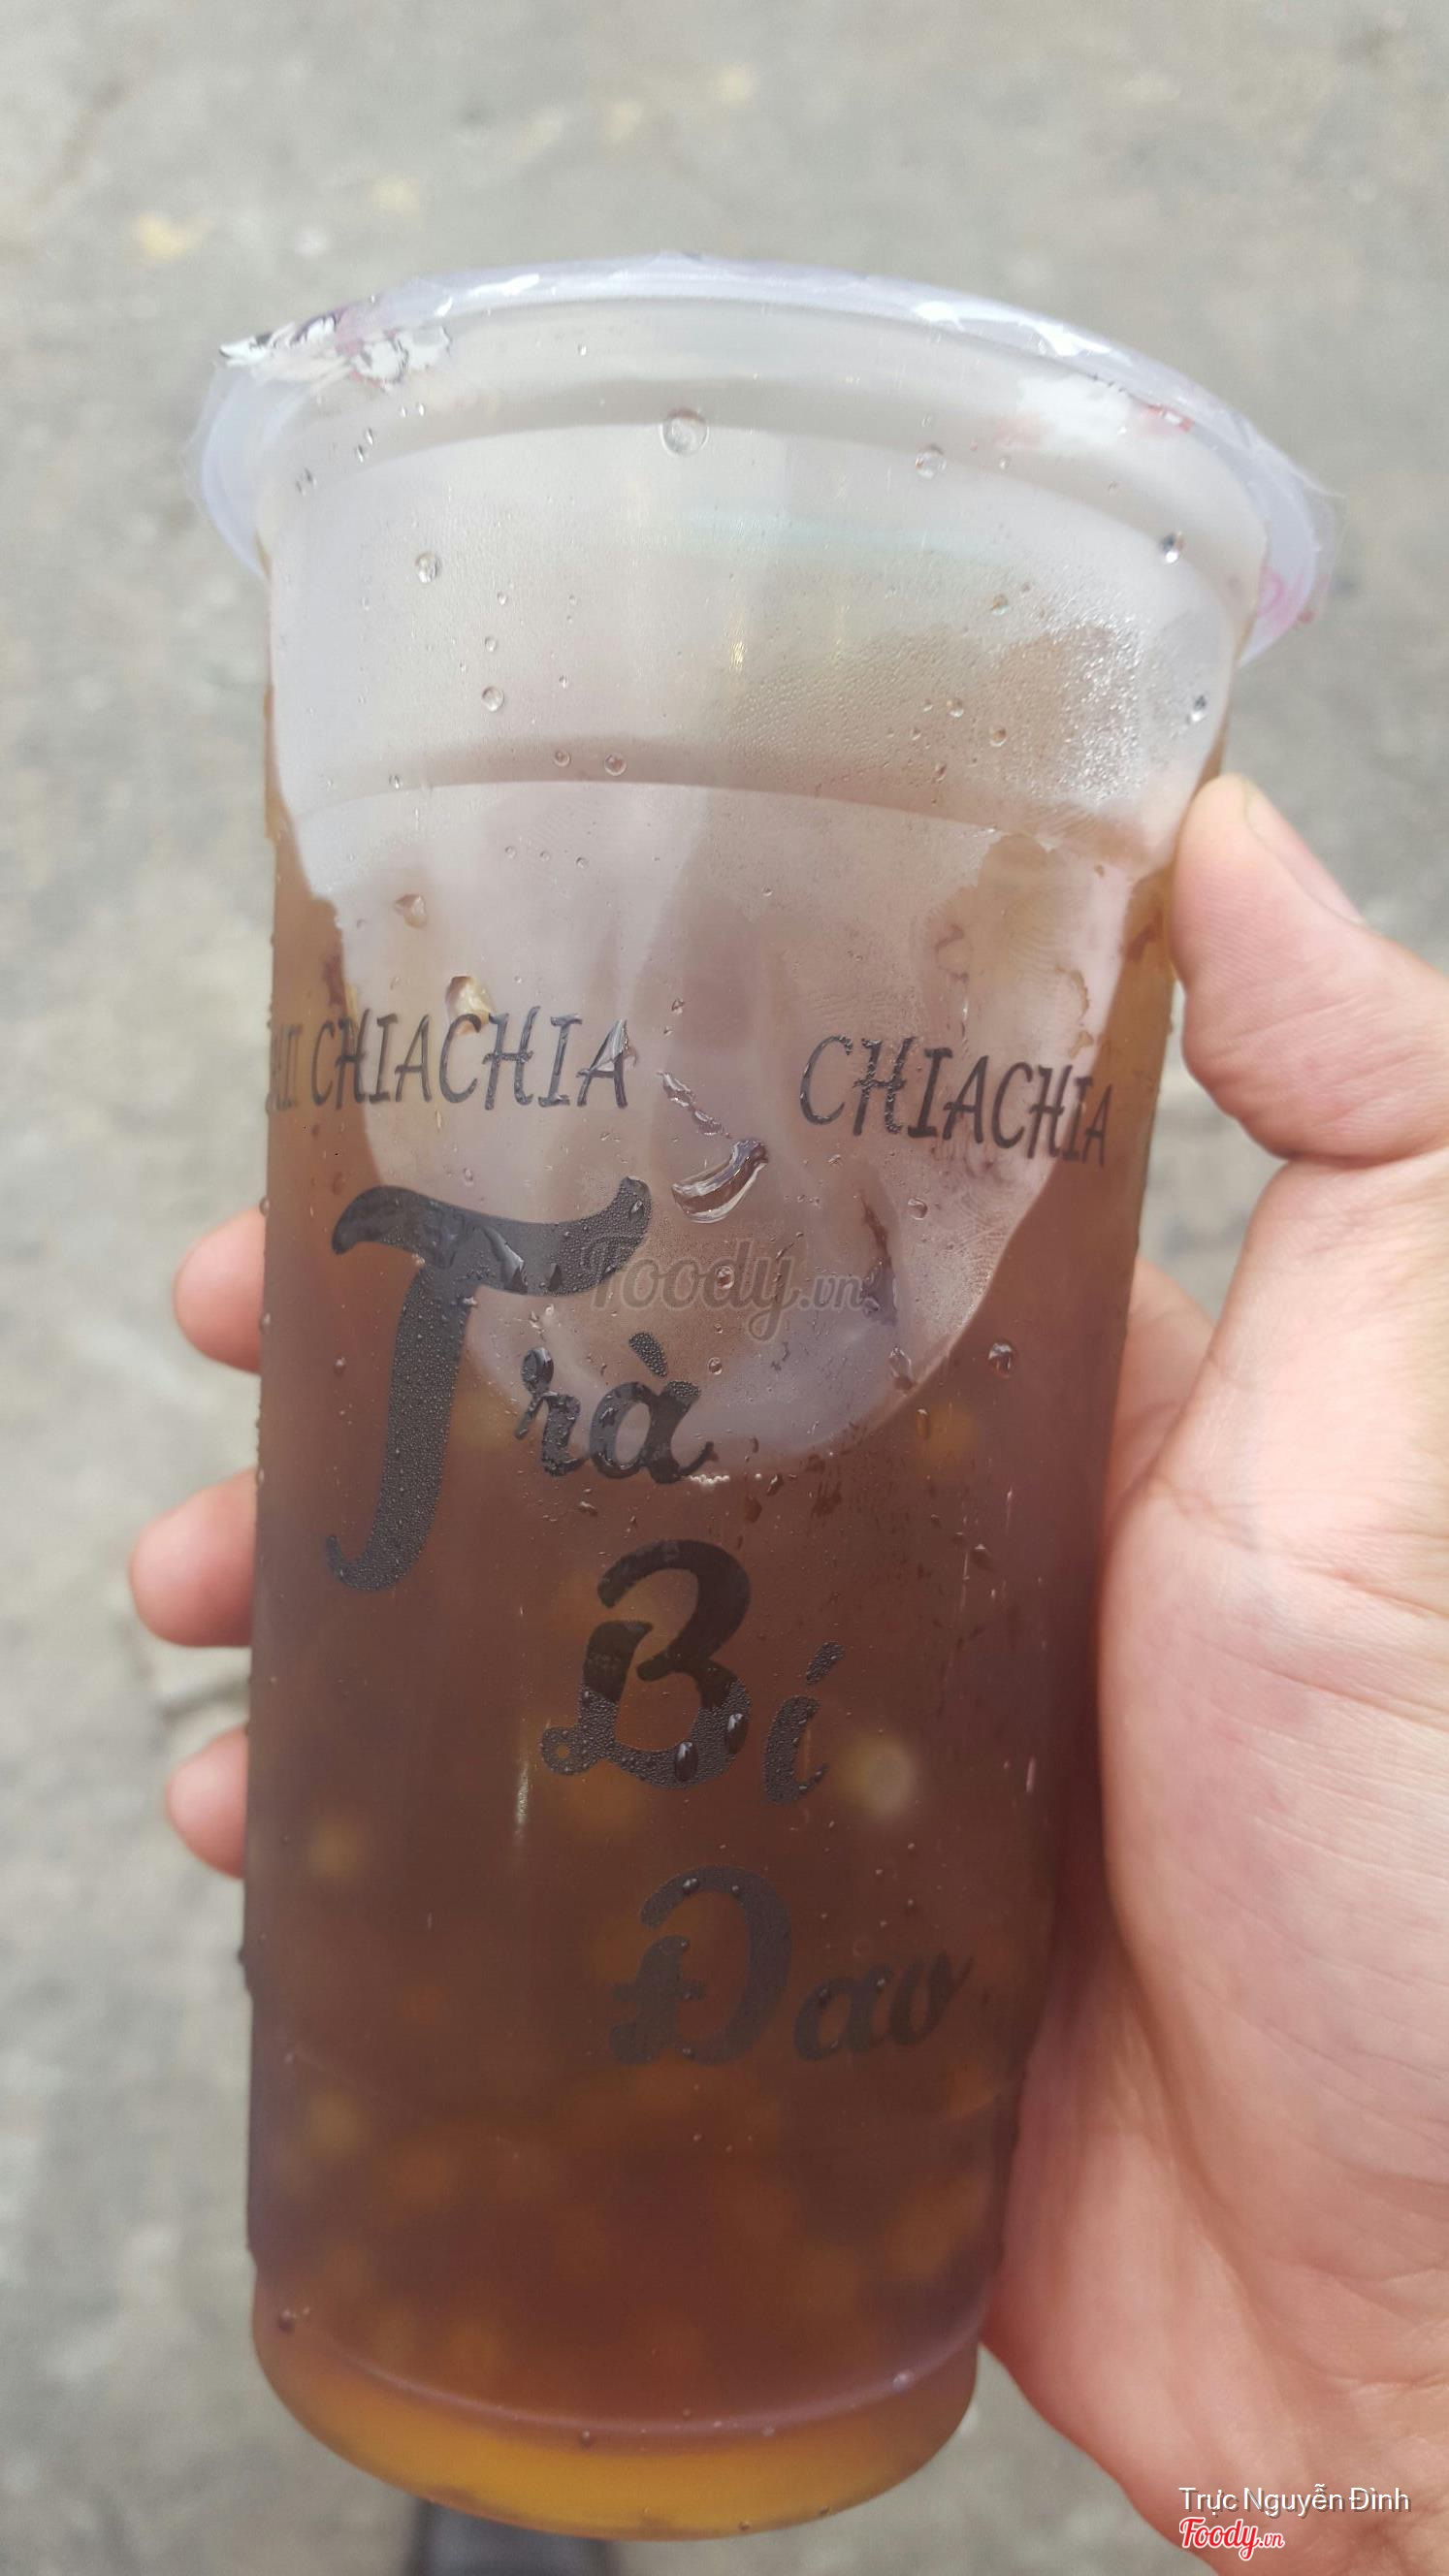 CHIACHIA CHIACHIA
Trà
Bí
Đao
Foody.vn
Trực Nguyễn Đình
Foody.vn